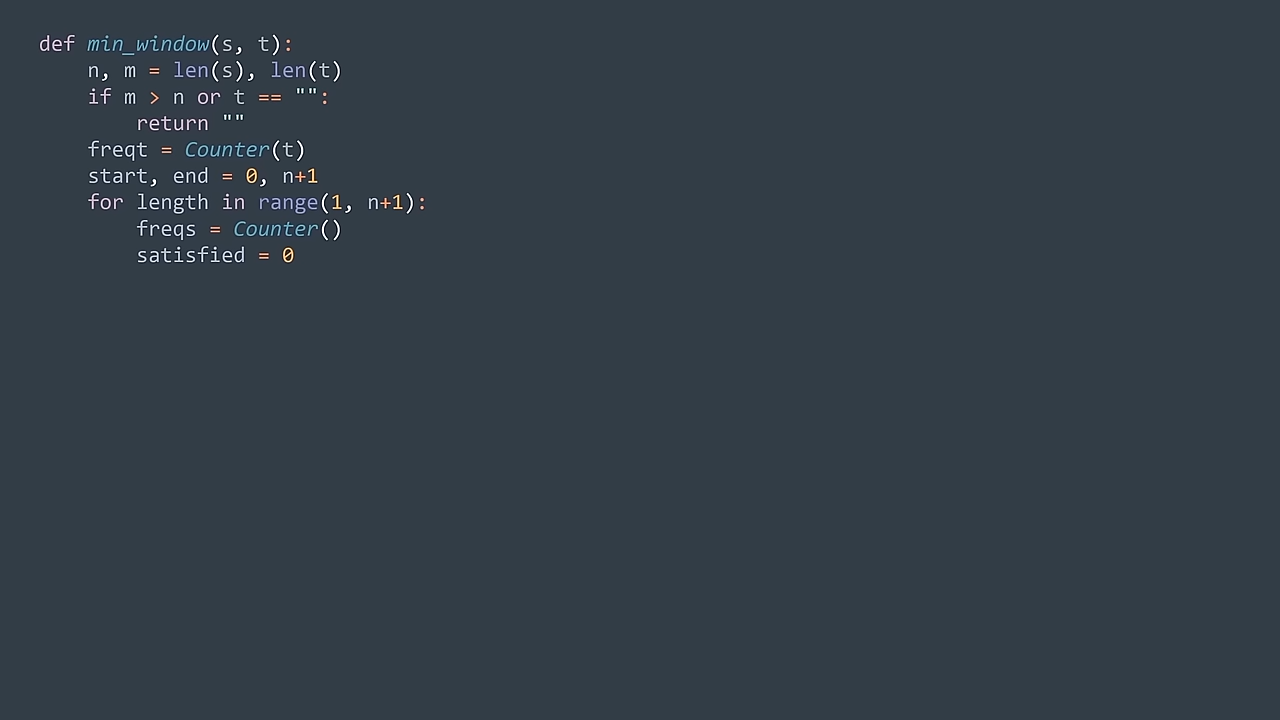 def min_window(s, t):
    n, m = len(s), len(t)
    if m > n or t == "":
        return ""
    freqt = Counter(t)
    start, end = 0, n+1
    for length in range(1, n+1):
        freqs = Counter()
        satisfied = 0